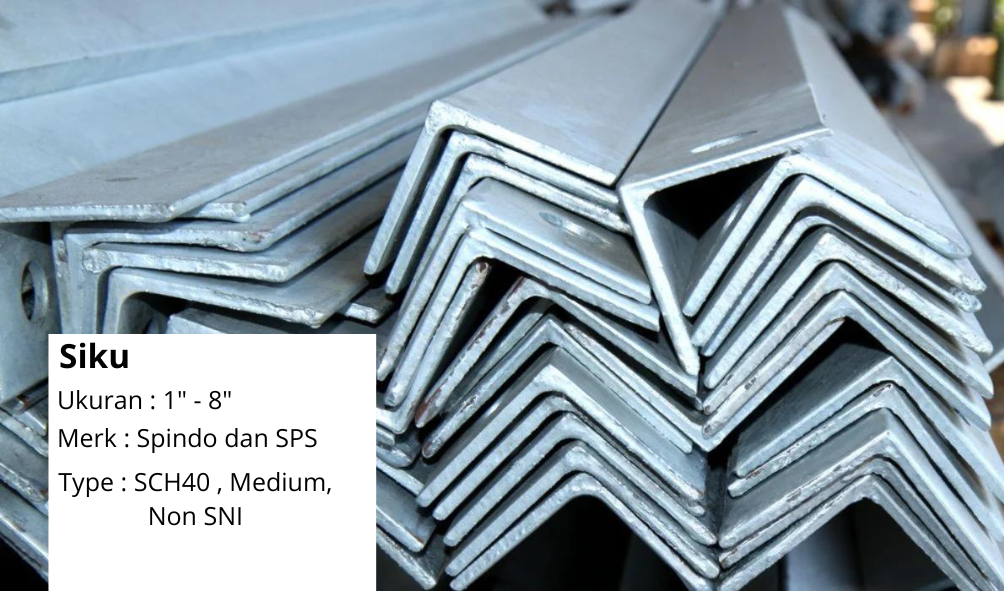 Siku
Ukuran : 1" - 8"
Merk : Spindo dan SPS
Type : SCH40 , Medium,
Non SNI